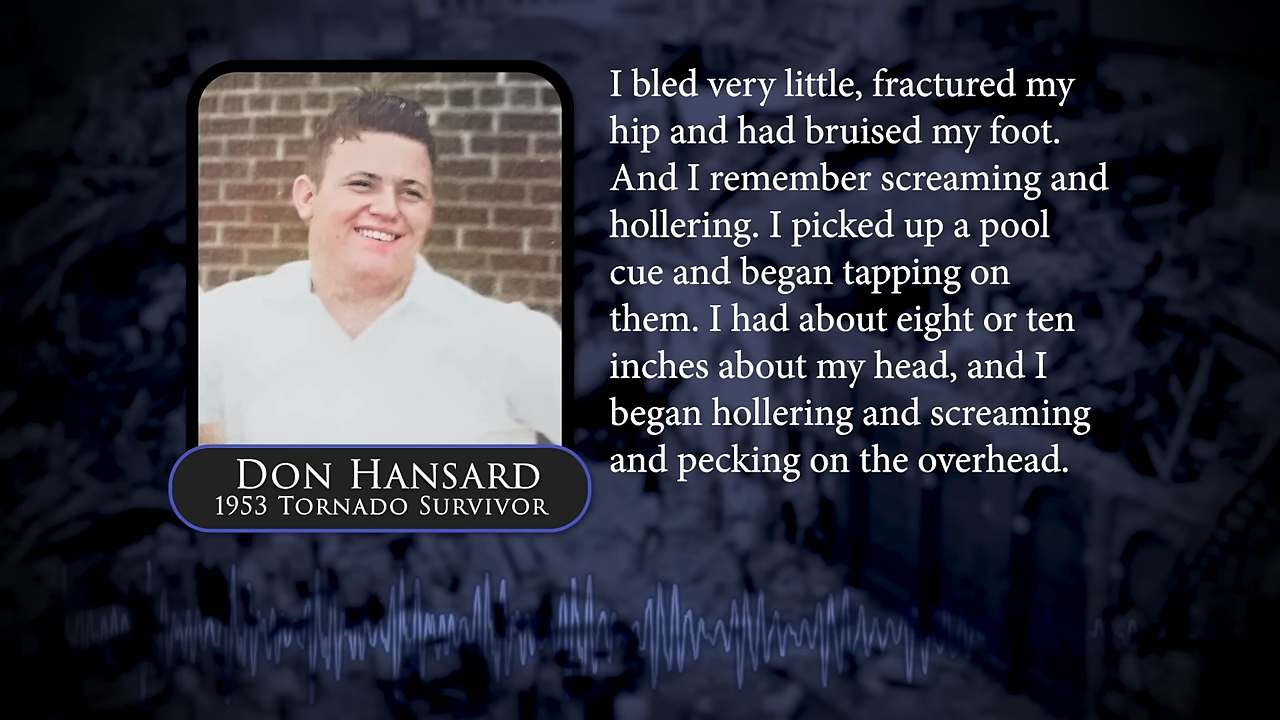 I bled very little, fractured my
hip and had bruised my foot.
And I remember screaming and
hollering. I picked up a pool
cue and began tapping on
them. I had about eight or ten
inches about my head, and I
began hollering and screaming
and pecking on the overhead.
Don Hansard
1953 Tornado Survivor